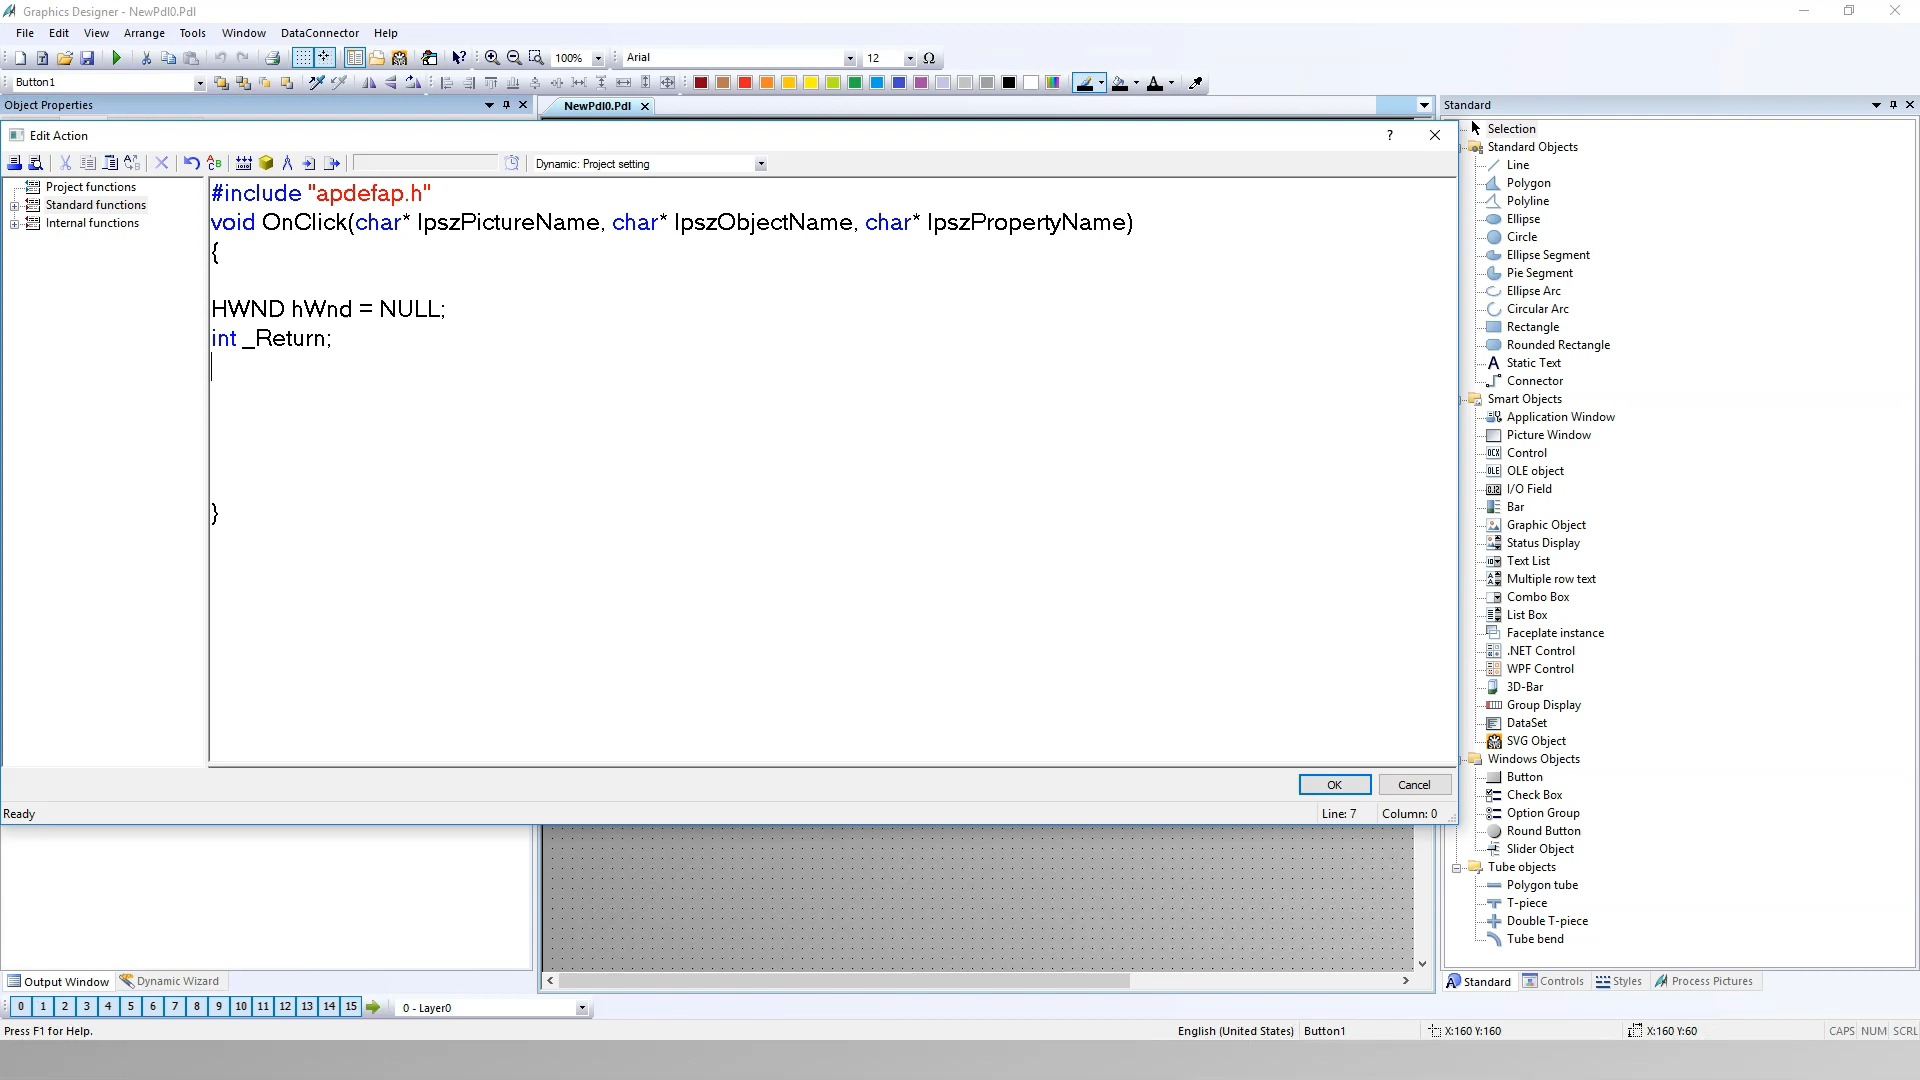 Graphics Designer - NewPdl0.Pdl
File Edit View Arrange Tools Window DataConnector Help
100% Arial 12 Ω
Button1
Object Properties
NewPdl0.Pdl
Standard
Edit Action
?
Dynamic: Project setting
Project functions
Standard functions
Internal functions
#include "apdefap.h"
void OnClick(char* lpszPictureName, char* lpszObjectName, char* lpszPropertyName)
{
HWND hWnd = NULL;
int _Return;
}
OK Cancel
Ready
Line: 7 Column: 0
Selection
Standard Objects
Line
Polygon
Polyline
Ellipse
Circle
Ellipse Segment
Pie Segment
Ellipse Arc
Circular Arc
Rectangle
Rounded Rectangle
Static Text
Connector
Smart Objects
Application Window
Picture Window
Control
OLE object
I/O Field
Bar
Graphic Object
Status Display
Text List
Multiple row text
Combo Box
List Box
Faceplate instance
.NET Control
WPF Control
3D-Bar
Group Display
DataSet
SVG Object
Windows Objects
Button
Check Box
Option Group
Round Button
Slider Object
Tube objects
Polygon tube
T-piece
Double T-piece
Tube bend
Output Window Dynamic Wizard
Standard Controls Styles Process Pictures
0 1 2 3 4 5 6 7 8 9 10 11 12 13 14 15 0 - Layer0
Press F1 for Help.
English (United States) Button1 X:160 Y:160 X:160 Y:60 CAPS NUM SCRL